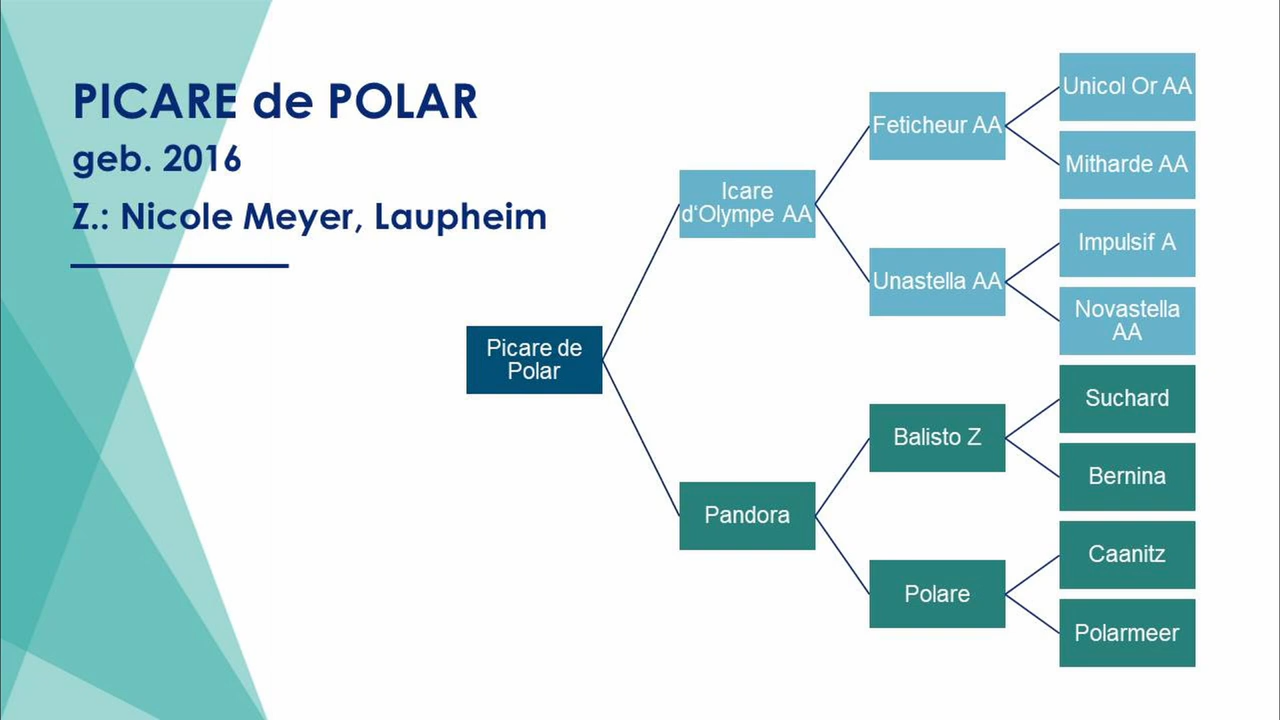 PICARE de POLAR
geb. 2016
Z.: Nicole Meyer, Laupheim
Picare de
Polar
Icare
d‘Olympe AA
Pandora
Feticheur AA
Unastella AA
Balisto Z
Polare
Unicol Or AA
Mitharde AA
Impulsif A
Novastella
AA
Suchard
Bernina
Caanitz
Polarmeer